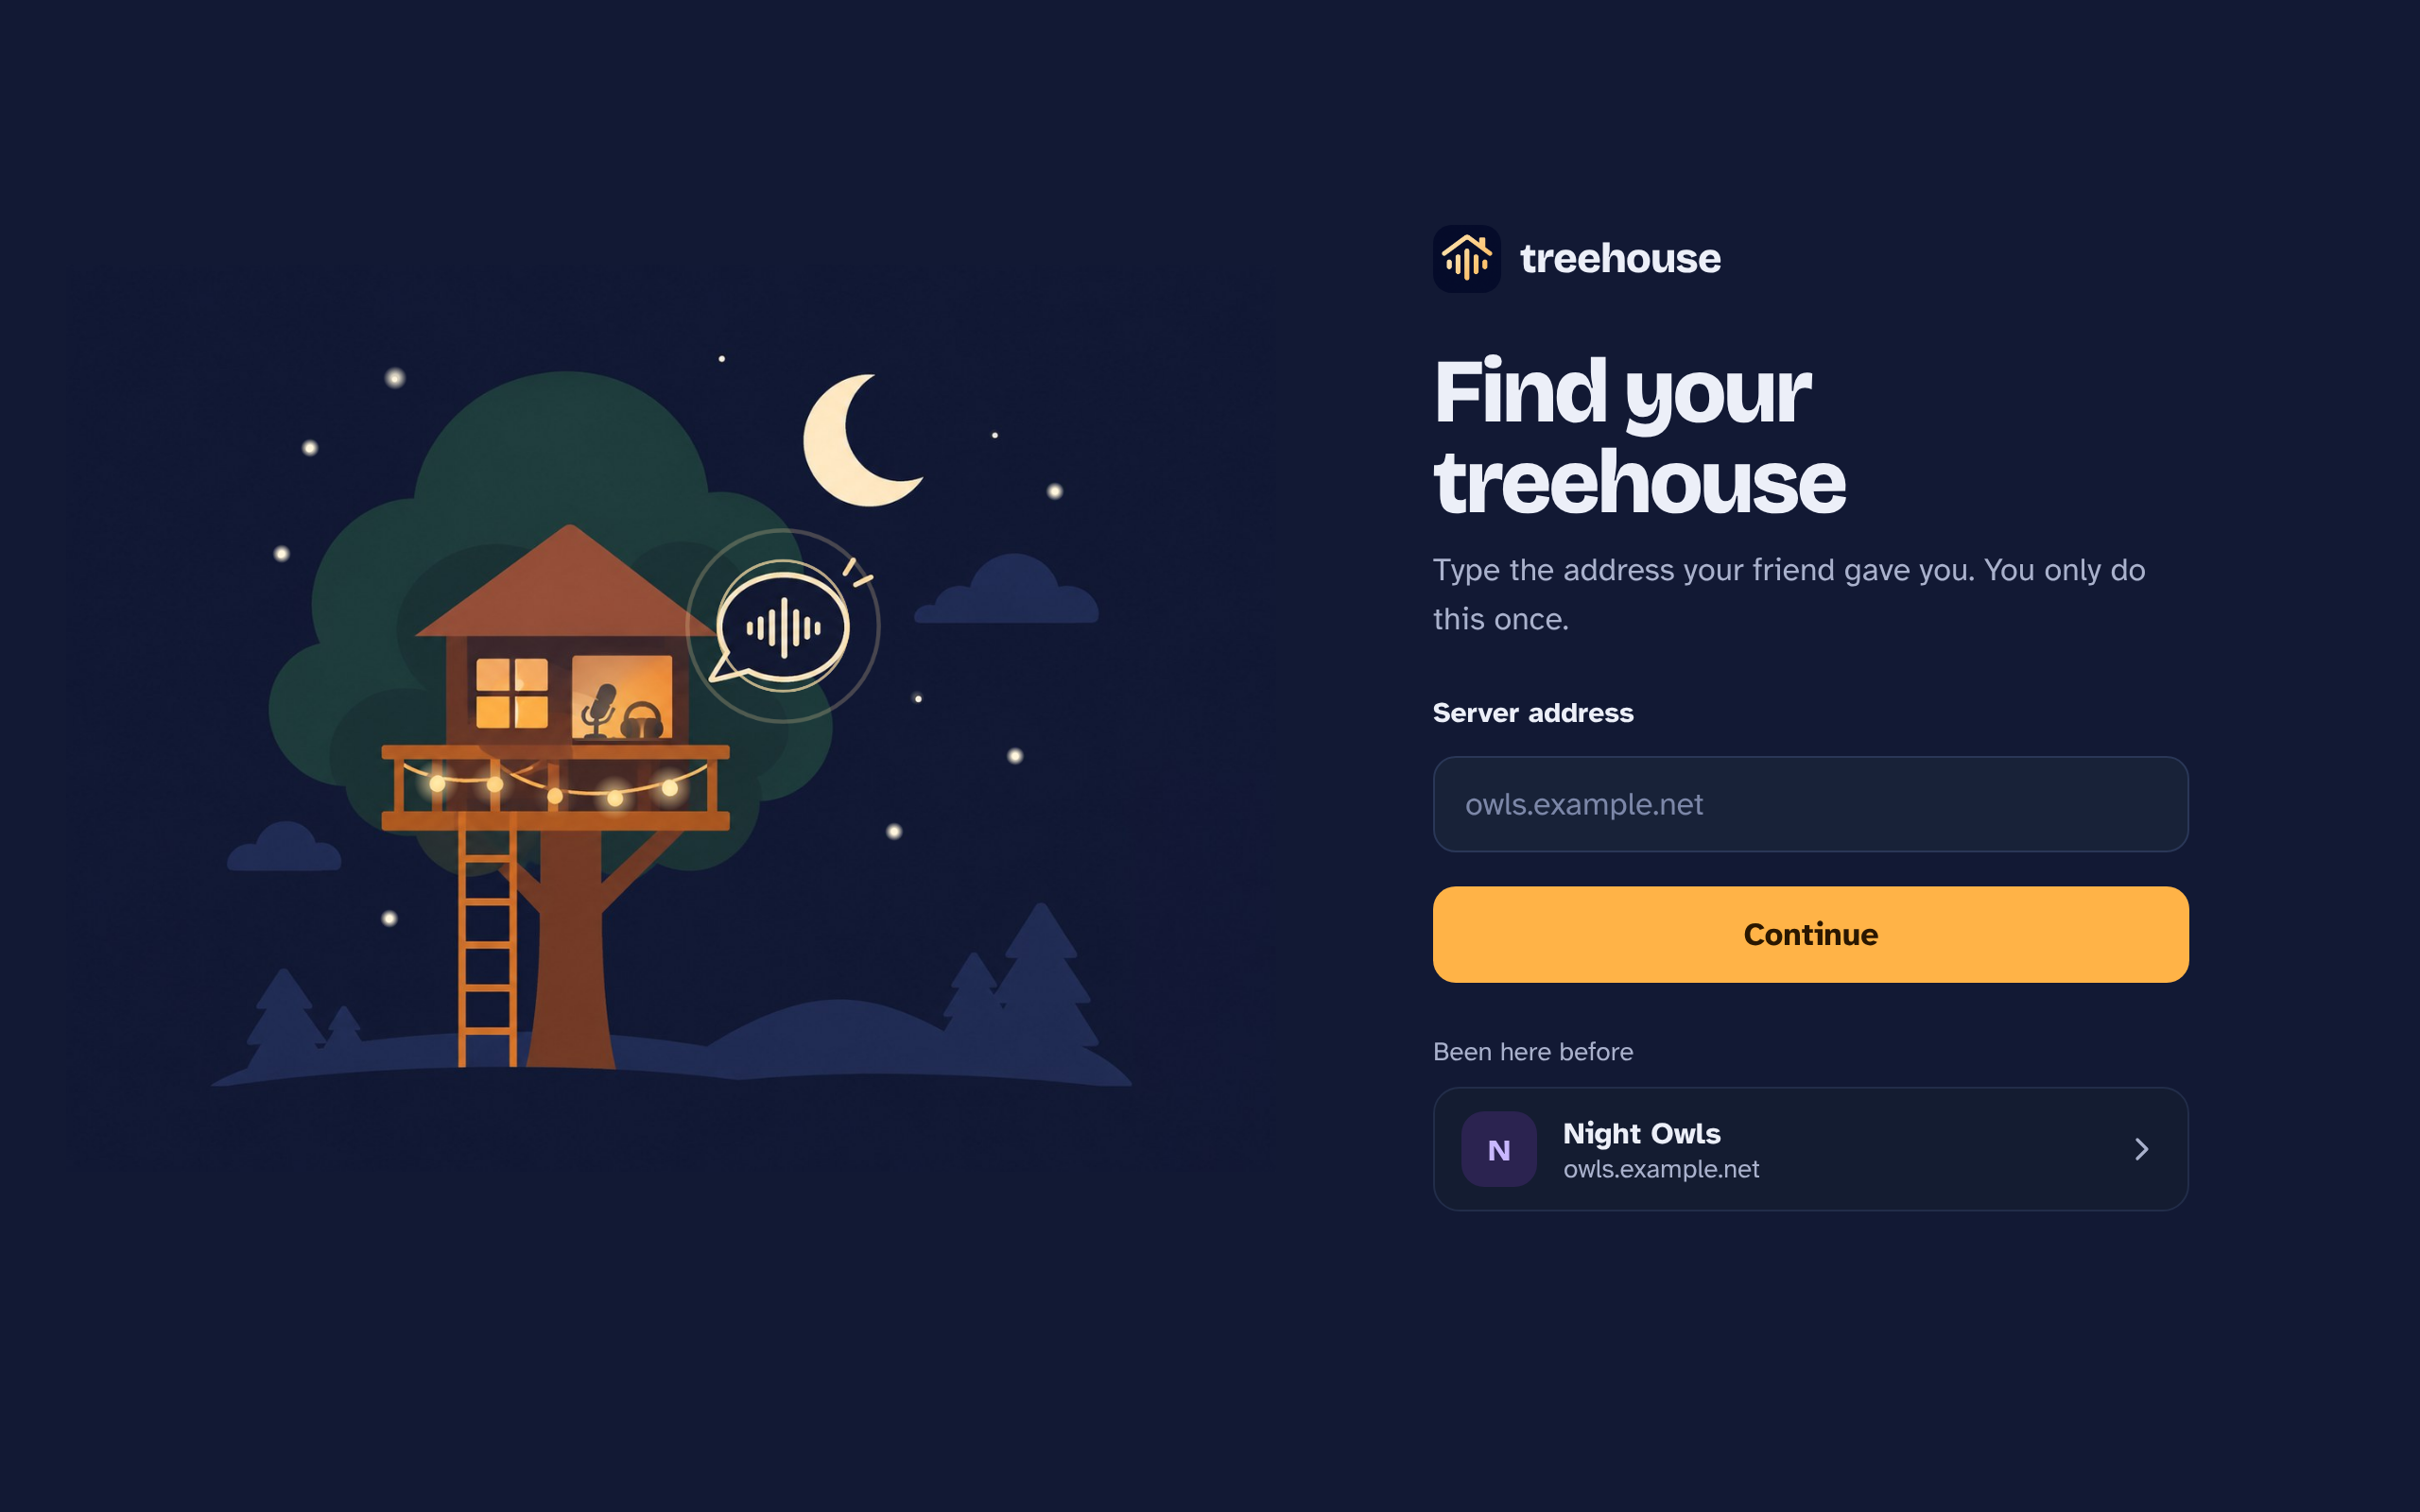 treehouse
Find your
treehouse
Type the address your friend gave you. You only do
this once.
Server address
owls.example.net
Continue
Been here before
N
Night Owls
owls.example.net